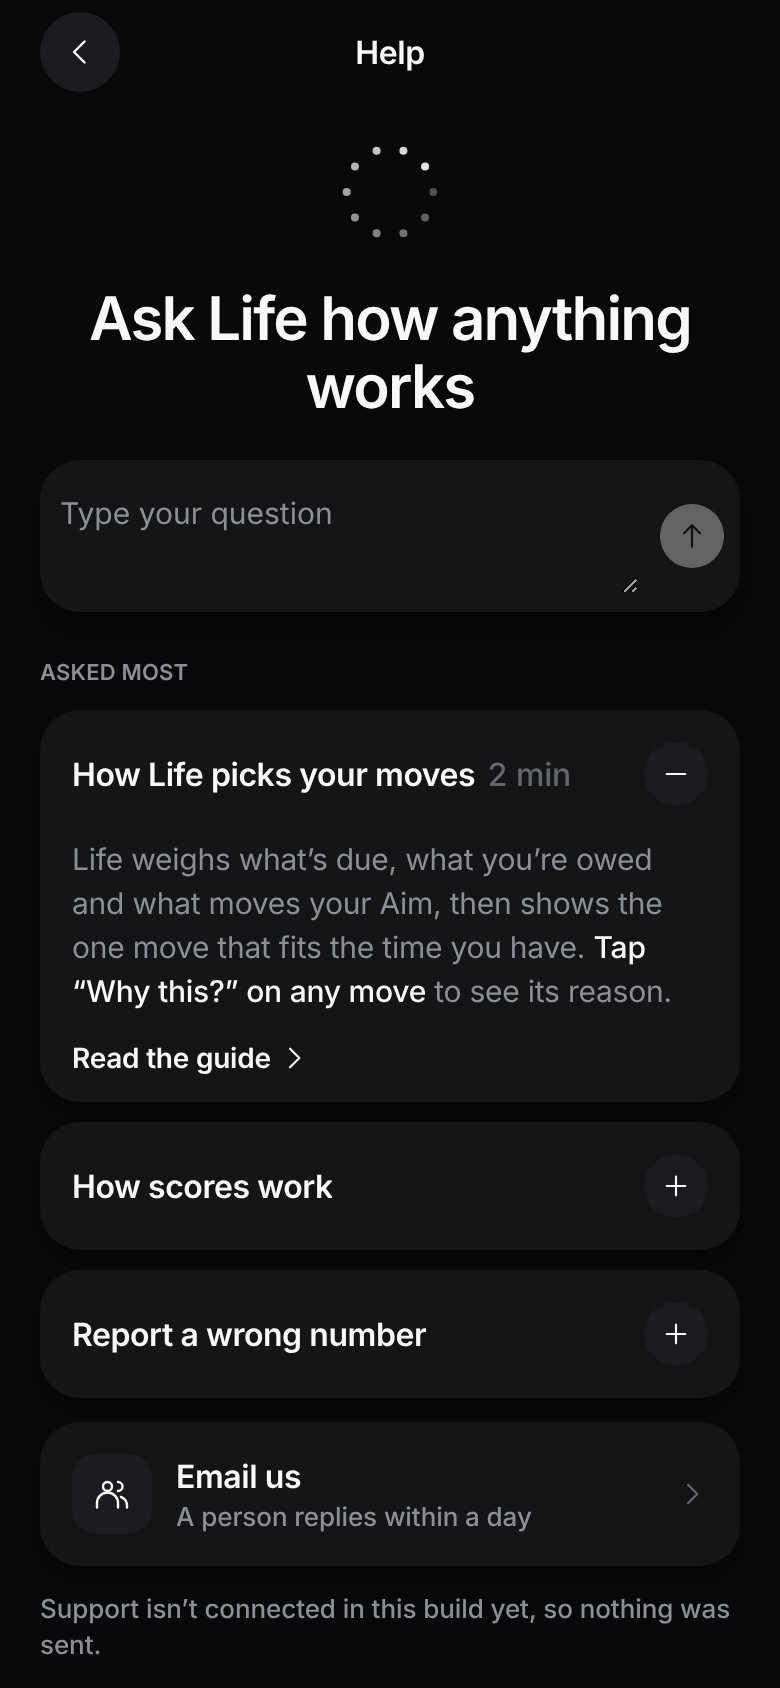 Help
Ask Life how anything
works
Type your question
ASKED MOST
How Life picks your moves 2 min
Life weighs what’s due, what you’re owed
and what moves your Aim, then shows the
one move that fits the time you have. Tap
“Why this?” on any move to see its reason.
Read the guide
How scores work
Report a wrong number
Email us
A person replies within a day
Support isn’t connected in this build yet, so nothing was
sent.